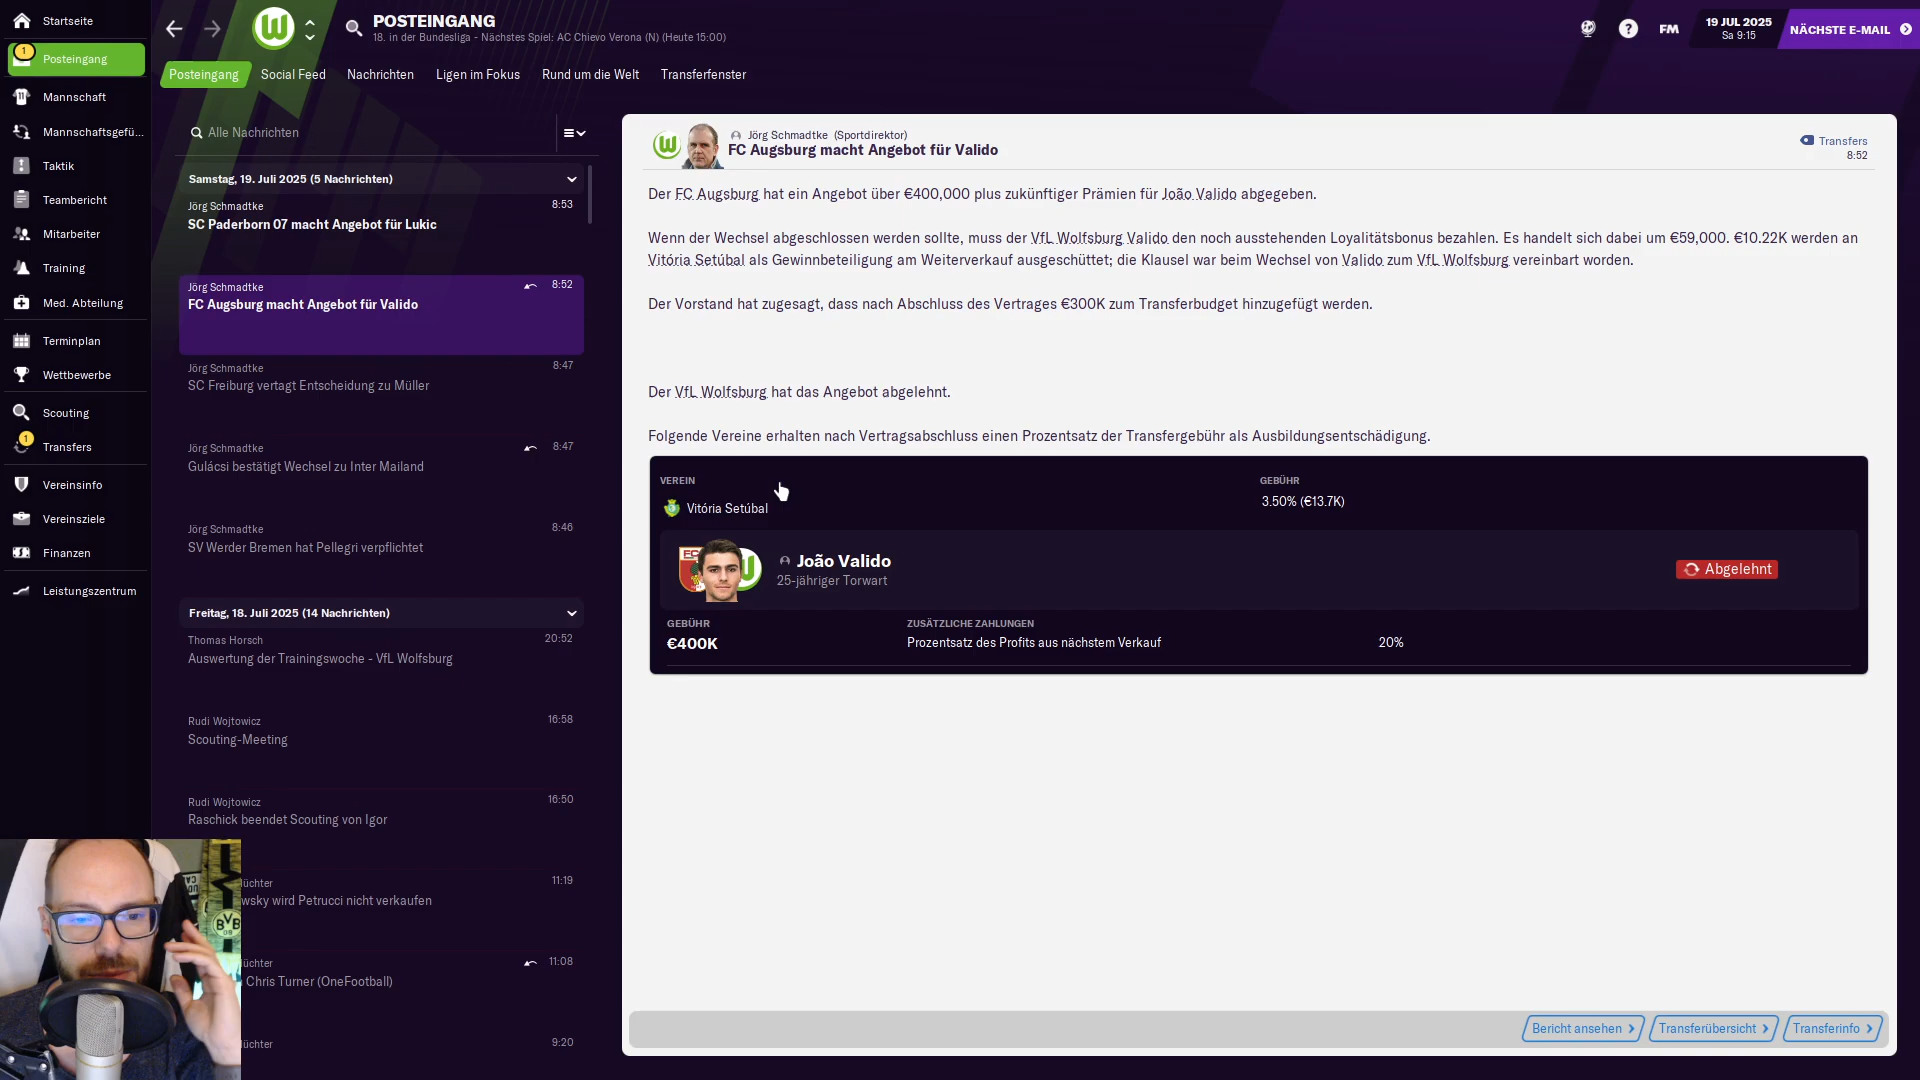 Startseite
1
Posteingang
Mannschaft
Mannschaftsgefü...
Taktik
Teambericht
Mitarbeiter
Training
Med. Abteilung
Terminplan
Wettbewerbe
Scouting
1
Transfers
Vereinsinfo
Vereinsziele
Finanzen
Leistungszentrum
POSTEINGANG
18. in der Bundesliga - Nächstes Spiel: AC Chievo Verona (N) (Heute 15:00)
FM
19 JUL 2025
Sa 9:15
NÄCHSTE E-MAIL
Posteingang
Social Feed
Nachrichten
Ligen im Fokus
Rund um die Welt
Transferfenster
Alle Nachrichten
Samstag, 19. Juli 2025 (5 Nachrichten)
Jörg Schmadtke 8:53
SC Paderborn 07 macht Angebot für Lukic
Jörg Schmadtke 8:52
FC Augsburg macht Angebot für Valido
Jörg Schmadtke 8:47
SC Freiburg vertagt Entscheidung zu Müller
Jörg Schmadtke 8:47
Gulácsi bestätigt Wechsel zu Inter Mailand
Jörg Schmadtke 8:46
SV Werder Bremen hat Pellegri verpflichtet
Freitag, 18. Juli 2025 (14 Nachrichten)
Thomas Horsch 20:52
Auswertung der Trainingswoche - VfL Wolfsburg
Rudi Wojtowicz 16:58
Scouting-Meeting
Rudi Wojtowicz 16:50
Raschick beendet Scouting von Igor
lüchter 11:19
wsky wird Petrucci nicht verkaufen
lüchter 11:08
Chris Turner (OneFootball)
lüchter 9:20
Jörg Schmadtke (Sportdirektor)
FC Augsburg macht Angebot für Valido
Transfers
8:52
Der FC Augsburg hat ein Angebot über €400,000 plus zukünftiger Prämien für João Valido abgegeben.
Wenn der Wechsel abgeschlossen werden sollte, muss der VfL Wolfsburg Valido den noch ausstehenden Loyalitätsbonus bezahlen. Es handelt sich dabei um €59,000. €10.22K werden an
Vitória Setúbal als Gewinnbeteiligung am Weiterverkauf ausgeschüttet; die Klausel war beim Wechsel von Valido zum VfL Wolfsburg vereinbart worden.
Der Vorstand hat zugesagt, dass nach Abschluss des Vertrages €300K zum Transferbudget hinzugefügt werden.
Der VfL Wolfsburg hat das Angebot abgelehnt.
Folgende Vereine erhalten nach Vertragsabschluss einen Prozentsatz der Transfergebühr als Ausbildungsentschädigung.
VEREIN GEBÜHR
Vitória Setúbal 3.50% (€13.7K)
FC
João Valido
25-jähriger Torwart
Abgelehnt
GEBÜHR ZUSÄTZLICHE ZAHLUNGEN
€400K Prozentsatz des Profits aus nächstem Verkauf 20%
Bericht ansehen
Transferübersicht
Transferinfo
BVB
09